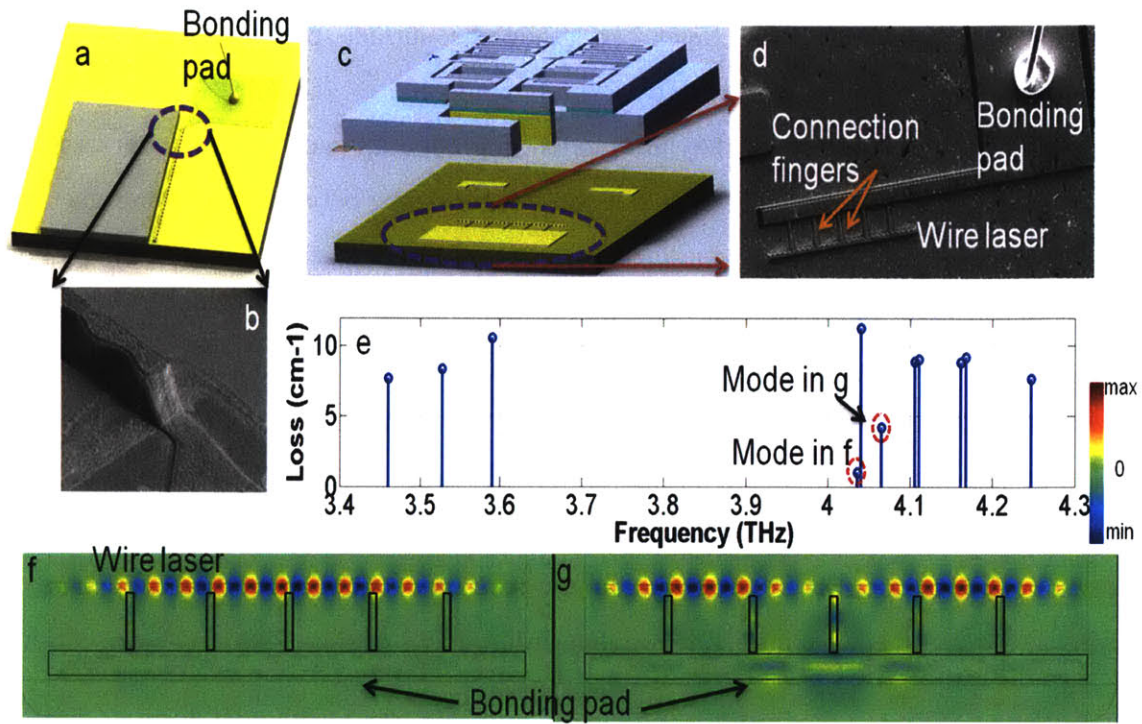 a
Bonding
pad
b
c
d
Connection
fingers
Bonding
pad
Wire laser
e
Loss (cm-1)
10
5
0
Mode in g
Mode in f
3.4 3.5 3.6 3.7 3.8 3.9 4 4.1 4.2 4.3
Frequency (THz)
max
0
min
f
Wire laser
g
Bonding pad